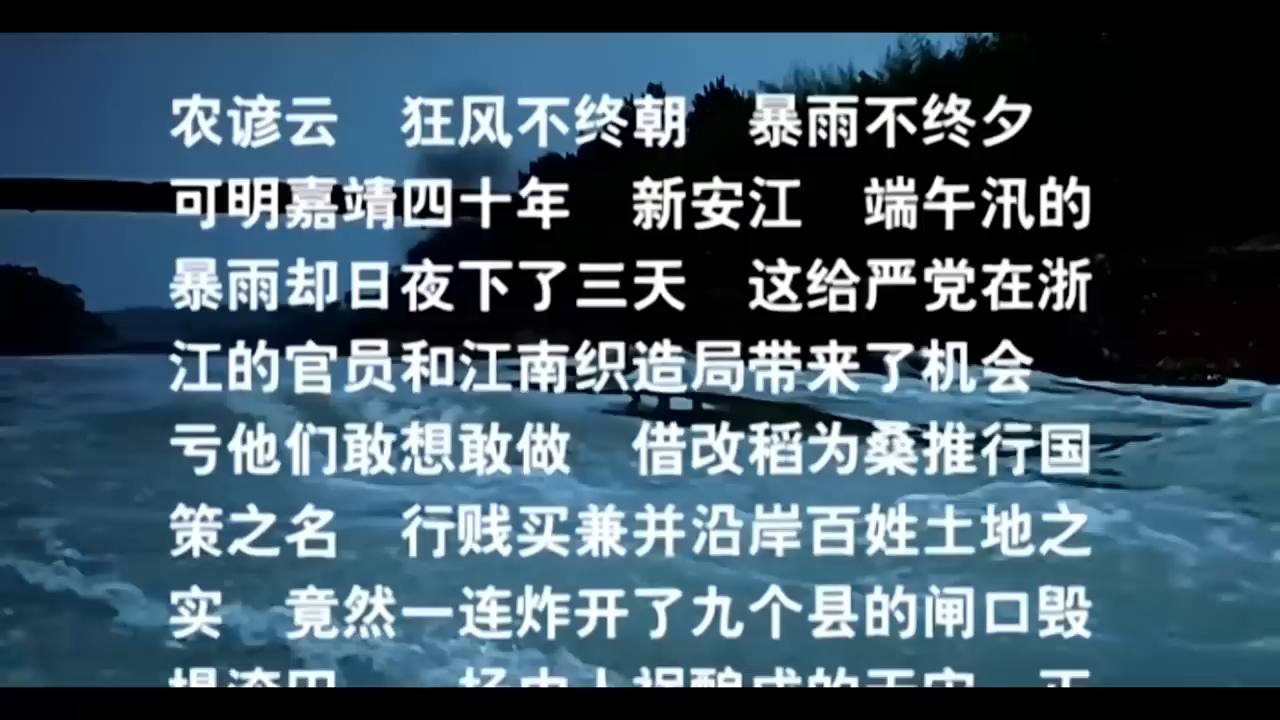 农谚云　狂风不终朝　暴雨不终夕
可明嘉靖四十年　新安江　端午汛的
暴雨却日夜下了三天　这给严党在浙
江的官员和江南织造局带来了机会
亏他们敢想敢做　借改稻为桑推行国
策之名　行贱买兼并沿岸百姓土地之
实　竟然一连炸开了九个县的闸口毁